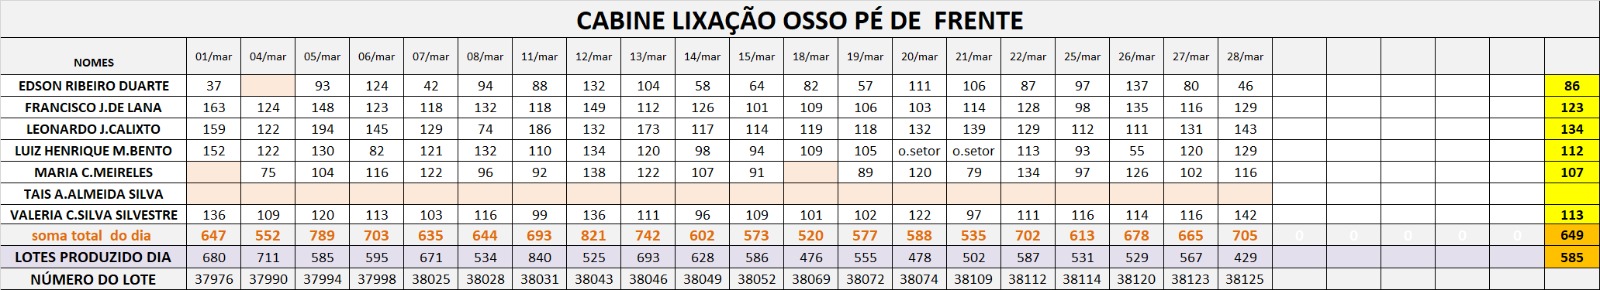 CABINE LIXAÇÃO OSSO PÉ DE FRENTE
NOMES 01/mar 04/mar 05/mar 06/mar 07/mar 08/mar 11/mar 12/mar 13/mar 14/mar 15/mar 18/mar 19/mar 20/mar 21/mar 22/mar 25/mar 26/mar 27/mar 28/mar
EDSON RIBEIRO DUARTE 37 93 124 42 94 88 132 104 58 64 82 57 111 106 87 97 137 80 46 86
FRANCISCO J.DE LANA 163 124 148 123 118 132 118 149 112 126 101 109 106 103 114 128 98 135 116 129 123
LEONARDO J.CALIXTO 159 122 194 145 129 74 186 132 173 117 114 119 118 132 139 129 112 111 131 143 134
LUIZ HENRIQUE M.BENTO 152 122 130 82 121 132 110 134 120 98 94 109 105 o.setor o.setor 113 93 55 120 129 112
MARIA C.MEIRELES 75 104 116 122 96 92 138 122 107 91 89 120 79 134 97 126 102 116 107
TAIS A.ALMEIDA SILVA
VALERIA C.SILVA SILVESTRE 136 109 120 113 103 116 99 136 111 96 109 101 102 122 97 111 116 114 116 142 113
soma total do dia 647 552 789 703 635 644 693 821 742 602 573 520 577 588 535 702 613 678 665 705 0 0 0 0 0 649
LOTES PRODUZIDO DIA 680 711 585 595 671 534 840 525 693 628 586 476 555 478 502 587 531 529 567 429 585
NÚMERO DO LOTE 37976 37990 37994 37998 38025 38028 38031 38043 38046 38049 38052 38069 38072 38074 38109 38112 38114 38120 38123 38125